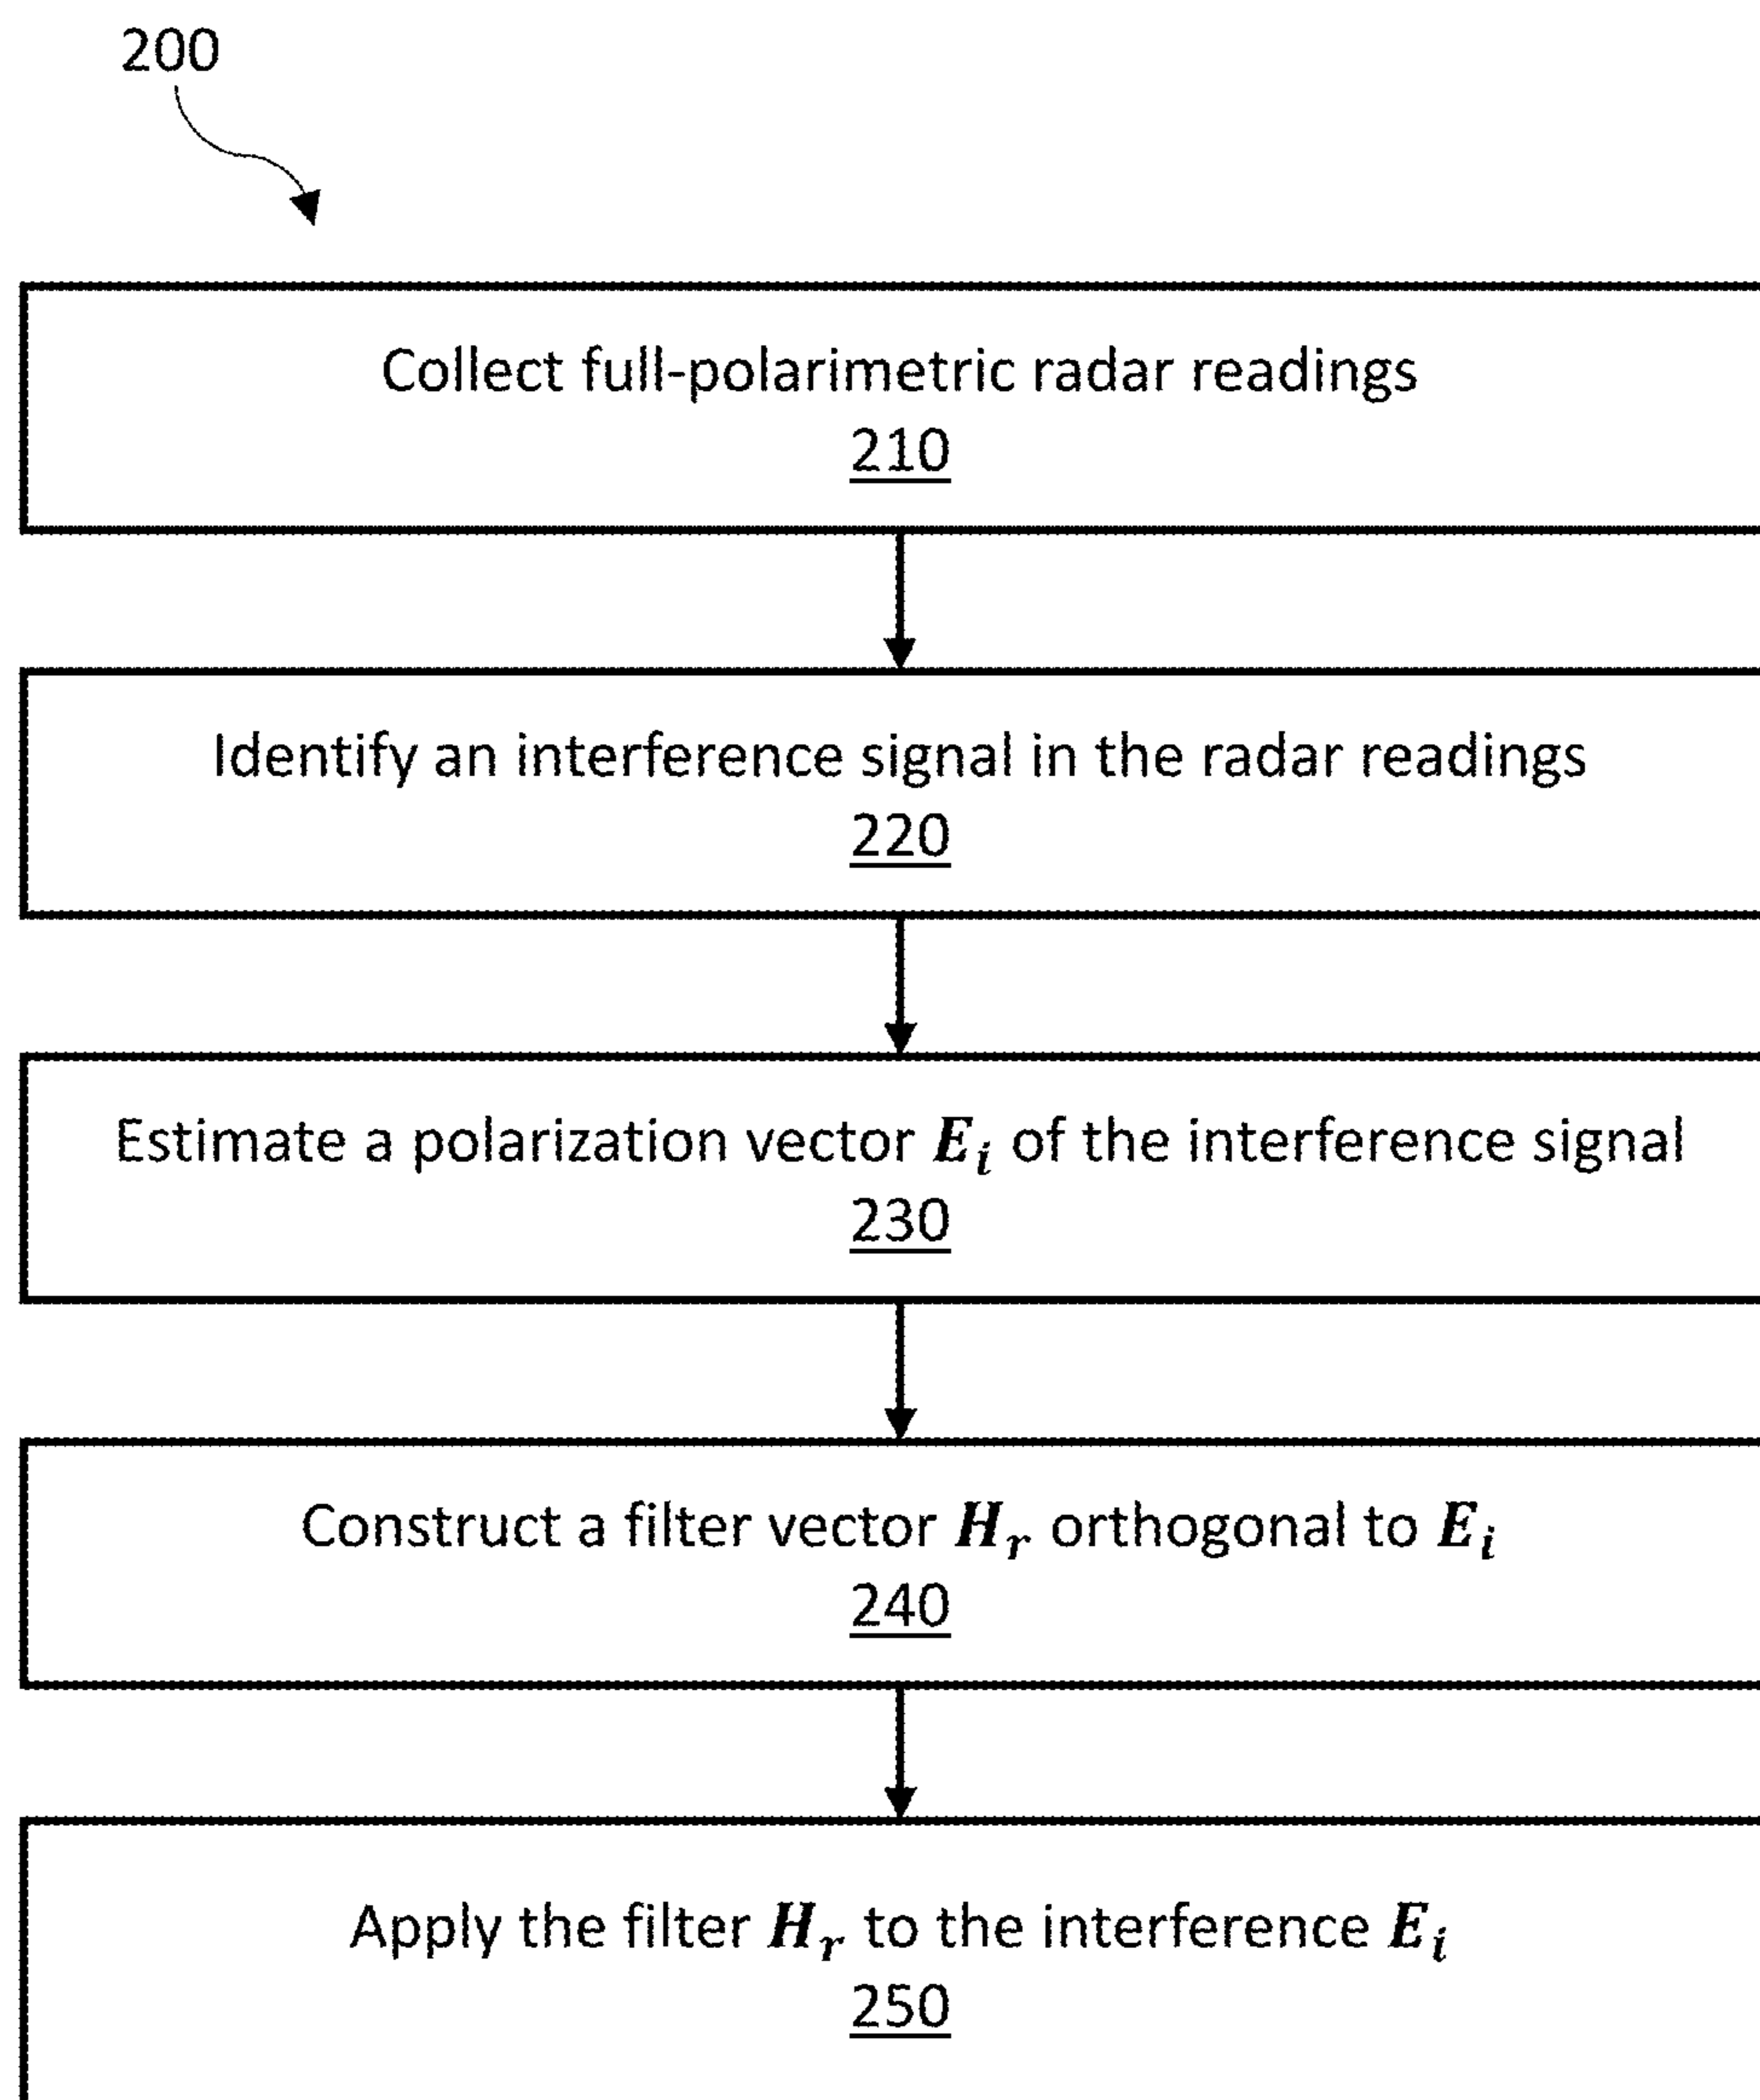 200
Collect full-polarimetric radar readings
210
Identify an interference signal in the radar readings
220
Estimate a polarization vector E_i of the interference signal
230
Construct a filter vector H_r orthogonal to E_i
240
Apply the filter H_r to the interference E_i
250